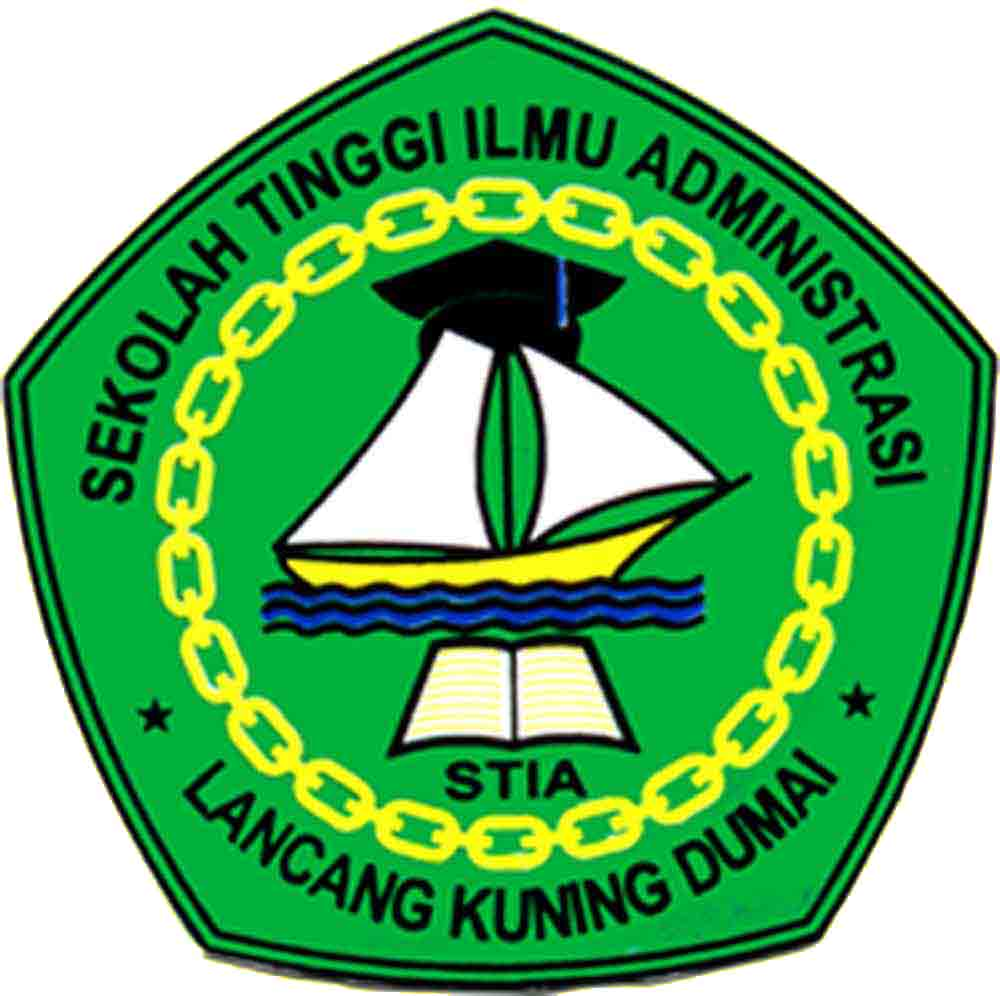 SEKOLAH TINGGI ILMU ADMINISTRASI
STIA
LANCANG KUNING DUMAI